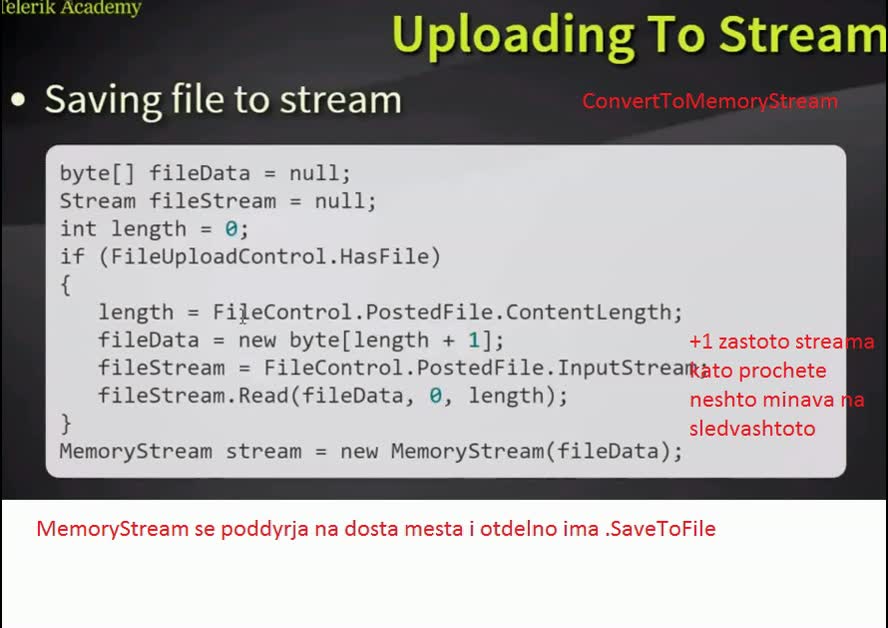 Telerik Academy
Uploading To Stream
• Saving file to stream
ConvertToMemoryStream
byte[] fileData = null;
Stream fileStream = null;
int length = 0;
if (FileUploadControl.HasFile)
{
length = FileControl.PostedFile.ContentLength;
fileData = new byte[length + 1];
fileStream = FileControl.PostedFile.InputStream;
fileStream.Read(fileData, 0, length);
}
MemoryStream stream = new MemoryStream(fileData);
+1 zastoto streama
kato prochete
neshto minava na
sledvashtoto
MemoryStream se poddyrja na dosta mesta i otdelno ima .SaveToFile